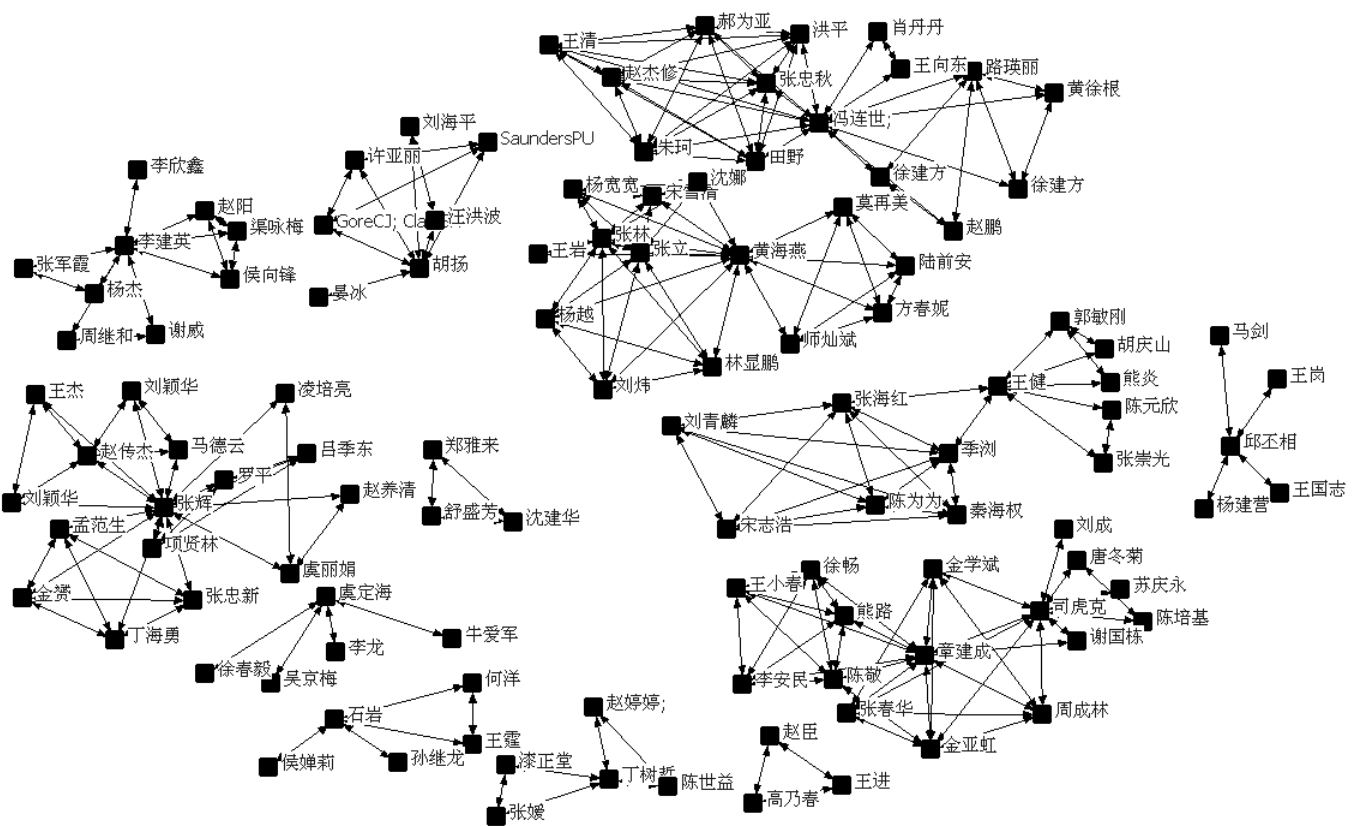 郝为亚
洪平
肖丹丹
王清
王向东
路瑛丽
赵杰修
张忠秋
黄徐根
冯连世;
朱珂
田野
徐建方
徐建方
赵鹏
刘海平
SaundersPU
许亚丽
GoreCJ;
汪洪波
胡扬
晏冰
李欣鑫
赵阳
渠咏梅
李建英
张军霞
侯向锋
杨杰
周继和
谢威
沈娜
杨宽宽
宋雪清
莫再美
张林
王岩
张立
黄海燕
陆前安
杨越
方春妮
师灿斌
林显鹏
刘炜
郭敏刚
胡庆山
王健
熊炎
陈元欣
张崇光
张海红
刘青麟
季浏
陈为为
秦海权
宋志浩
马剑
王岗
邱丕相
王国志
杨建营
王杰
刘颖华
凌培亮
赵传杰
马德云
吕季东
罗平
赵养清
刘颖华
张辉
孟范生
项贤林
虞丽娟
金赟
张忠新
丁海勇
郑雅来
舒盛芳
沈建华
虞定海
牛爱军
李龙
徐春毅
吴京梅
刘成
唐冬菊
金学斌
徐畅
王小春
苏庆永
熊路
司虎克
陈培基
谢国栋
童建成
李安民
陈敬
张春华
周成林
金亚虹
何洋
石岩
王霆
侯婵莉
孙继龙
赵婷婷;
漆正堂
丁树哲
陈世益
张嫒
赵臣
王进
高乃春